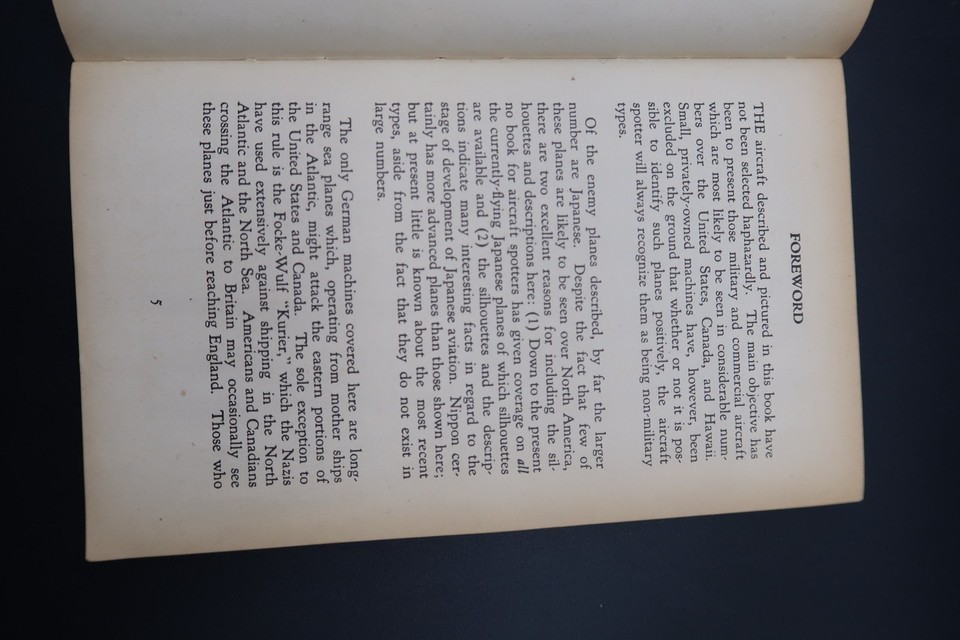 FOREWORD
THE aircraft described and pictured in this book have
not been selected haphazardly. The main objective has
been to present those military and commercial aircraft
which are most likely to be seen in considerable num-
bers over the United States, Canada, and Hawaii.
Small, privately-owned machines have, however, been
excluded on the ground that whether or not it is pos-
sible to identify such planes positively, the aircraft
spotter will always recognize them as being non-military
types.
Of the enemy planes described, by far the larger
number are Japanese. Despite the fact that few of
these planes are likely to be seen over North America,
there are two excellent reasons for including the sil-
houettes and descriptions here: (1) Down to the present
no book for aircraft spotters has given coverage on all
the currently-flying Japanese planes of which silhouettes
are available and (2) the silhouettes and the descrip-
tions indicate many interesting facts in regard to the
stage of development of Japanese aviation. Nippon cer-
tainly has more advanced planes than those shown here;
but at present little is known about the most recent
types, aside from the fact that they do not exist in
large numbers.
The only German machines covered here are long-
range sea planes which, operating from mother ships
in the Atlantic, might attack the eastern portions of
the United States and Canada. The sole exception to
this rule is the Focke-Wulf "Kurier," which the Nazis
have used extensively against shipping in the North
Atlantic and the North Sea. Americans and Canadians
crossing the Atlantic to Britain may occasionally see
these planes just before reaching England. Those who
5